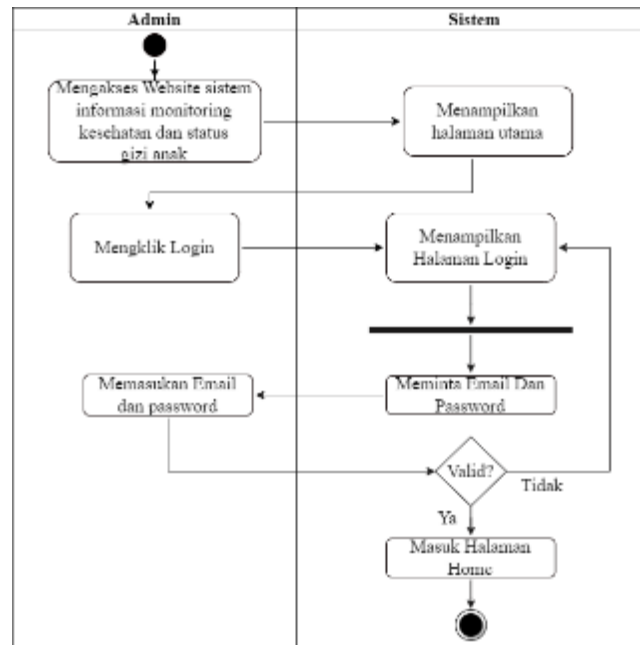 Admin
Sistem
Mengakses Website sistem
informasi monitoring
kesehatan dan status
gizi anak
Menampilkan
halaman utama
Mengklik Login
Menampilkan
Halaman Login
Memasukan Email
dan password
Meminta Email Dan
Password
Valid?
Tidak
Ya
Masuk Halaman
Home